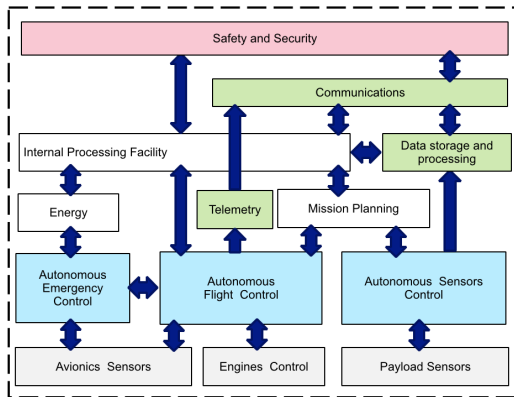 Safety and Security
Communications
Internal Processing Facility
Data storage and
processing
Energy
Telemetry
Mission Planning
Autonomous
Emergency
Control
Autonomous
Flight Control
Autonomous Sensors
Control
Avionics Sensors
Engines Control
Payload Sensors